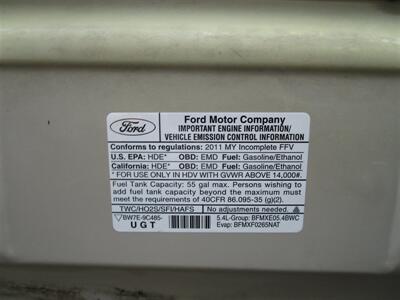 Ford
Ford Motor Company
IMPORTANT ENGINE INFORMATION/
VEHICLE EMISSION CONTROL INFORMATION
Conforms to regulations: 2011 MY Incomplete FFV
U.S. EPA: HDE* OBD: EMD Fuel: Gasoline/Ethanol
California: HDE* OBD: EMD Fuel: Gasoline/Ethanol
* FOR USE ONLY IN HDV WITH GVWR ABOVE 14,000#.
Fuel Tank Capacity: 55 gal max. Persons wishing to
add fuel capacity beyond the maximum must
meet the requirements of 40CFR 86.095-35 (g)(2).
TWC/HO2S/SFI/HAFS No adjustments needed.
BW7E-9C485- 5.4L-Group: BFMXE05.4BWC
UGT Evap: BFMXF0265NAT